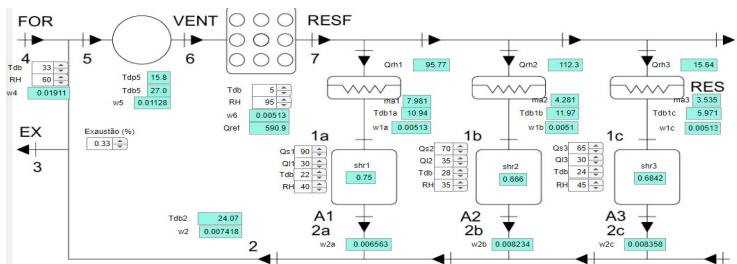 FOR VENT RESF
4 5 6 7
Tdb 33
RH 60
w4 0.01911
Tdp5 15.8
Tdb5 27.0
w5 0.01128
Tdb 5
RH 95
w6 0.00513
Qref 590.9
Qrh1 95.77
Qrh2 112.3
Qrh3 15.64
RES
ma1 7.981
Tdb1a 10.94
w1a 0.00513
ma2 4.281
Tdb1b 11.97
w1b 0.0051
ma3 3.535
Tdb1c 5.971
w1c 0.00513
EX
3
Exaustão (%)
0.33
1a
Qs1 90
Ql1 30
Tdb 22
RH 40
shr1
0.75
1b
Qs2 70
Ql2 35
Tdb 28
RH 35
shr2
0.666
1c
Qs3 65
Ql3 30
Tdb 24
RH 45
shr3
0.6842
Tdb2 24.07
w2 0.007418
2
A1
2a
w2a 0.006563
A2
2b
w2b 0.008234
A3
2c
w2c 0.008358